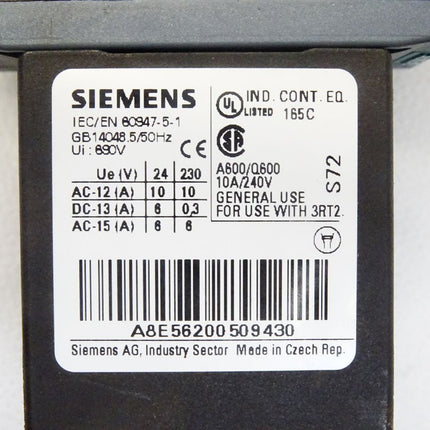 SIEMENS
IEC/EN 60947-5-1
GB14048.5/50Hz
Ui : 690V
CE
UL LISTED IND. CONT. EQ. 165C
A600/Q600
10A/240V
GENERAL USE
FOR USE WITH 3RT2.
S72
Ue (V) 24 230
AC-12 (A) 10 10
DC-13 (A) 6 0,3
AC-15 (A) 6 6
A8E56200509430
Siemens AG, Industry Sector Made in Czech Rep.